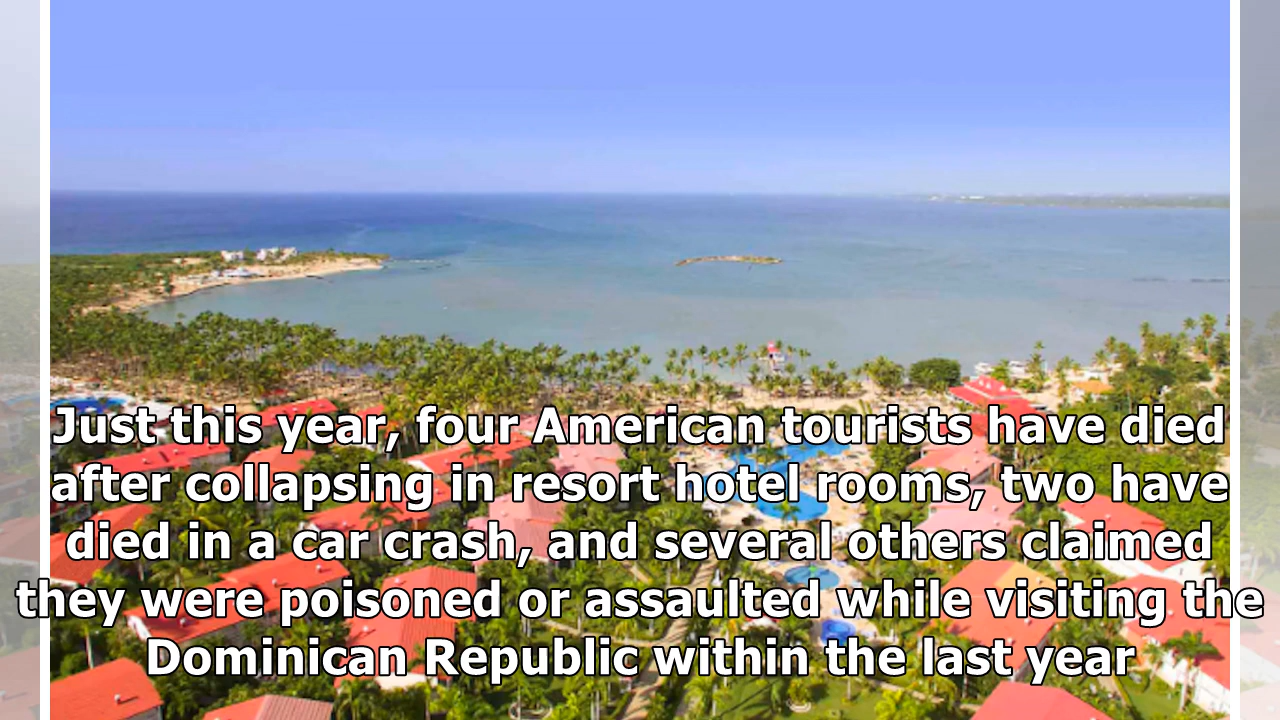 Just this year, four American tourists have died
after collapsing in resort hotel rooms, two have
died in a car crash, and several others claimed
they were poisoned or assaulted while visiting the
Dominican Republic within the last year